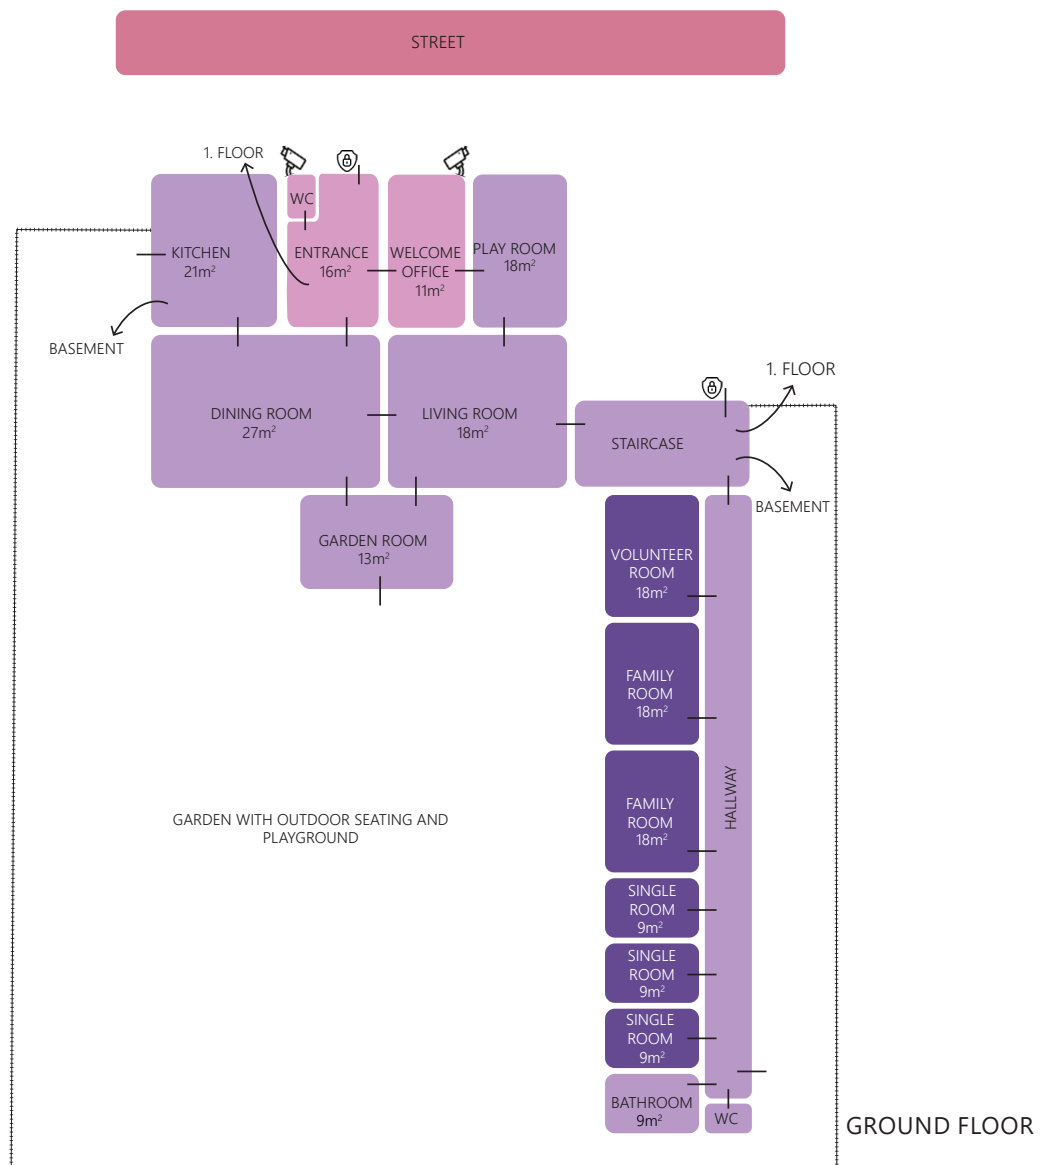 STREET
1. FLOOR
WC
KITCHEN
21m²
ENTRANCE
16m²
WELCOME
OFFICE
11m²
PLAY ROOM
18m²
BASEMENT
DINING ROOM
27m²
LIVING ROOM
18m²
1. FLOOR
STAIRCASE
BASEMENT
GARDEN ROOM
13m²
VOLUNTEER
ROOM
18m²
FAMILY
ROOM
18m²
HALLWAY
FAMILY
ROOM
18m²
GARDEN WITH OUTDOOR SEATING AND
PLAYGROUND
SINGLE
ROOM
9m²
SINGLE
ROOM
9m²
SINGLE
ROOM
9m²
BATHROOM
9m²
WC
GROUND FLOOR